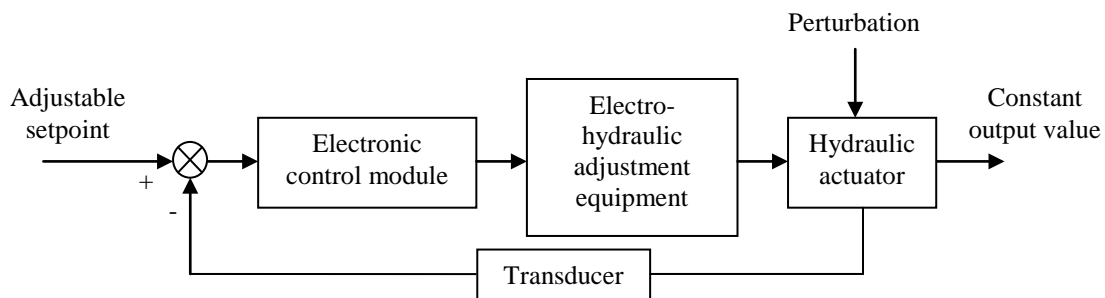 Perturbation
Adjustable
setpoint
Constant
output value
Electronic
control module
Electro-
hydraulic
adjustment
equipment
Hydraulic
actuator
+
-
Transducer